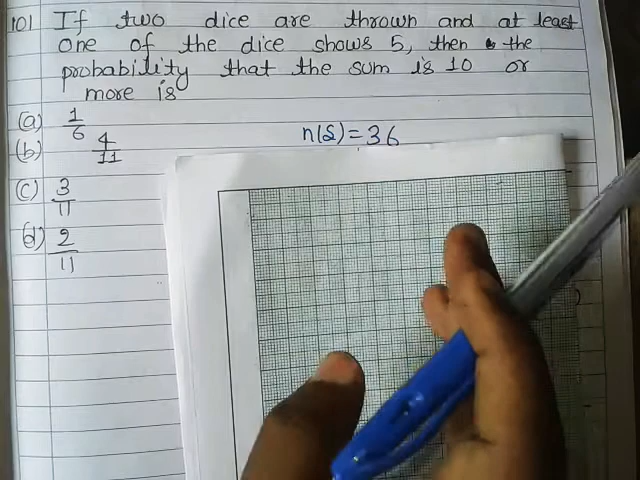 101 If two dice are thrown and at least
One of the dice shows 5, then the
probability that the sum is 10 or
more is
(a) 1/6
(b) 4/11
(c) 3/11
(d) 2/11
n(S) = 36